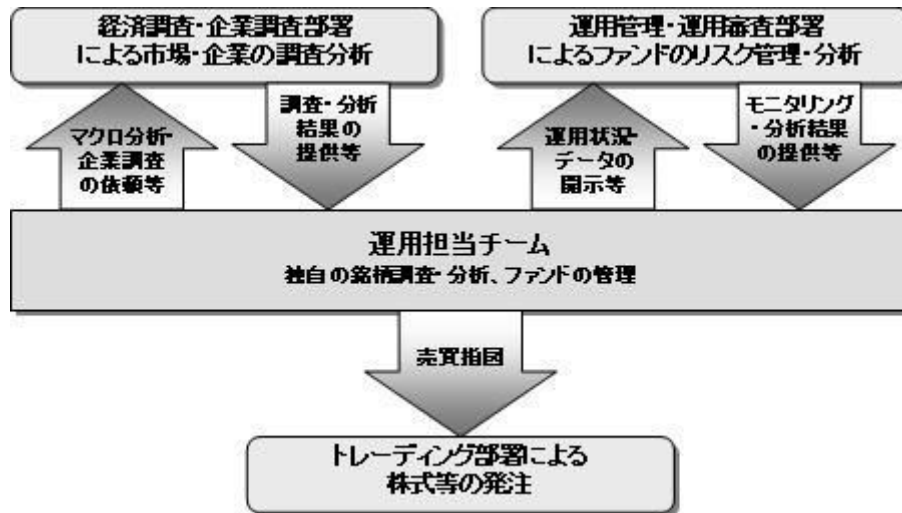 経済調査・企業調査部署
による市場・企業の調査分析
運用管理・運用審査部署
によるファンドのリスク管理・分析
マクロ分析・
企業調査
の依頼等
調査・分析
結果の
提供等
運用状況・
データの
開示等
モニタリング
・分析結果
の提供等
運用担当チーム
独自の銘柄調査・分析、ファンドの管理
売買指図
トレーディング部署による
株式等の発注